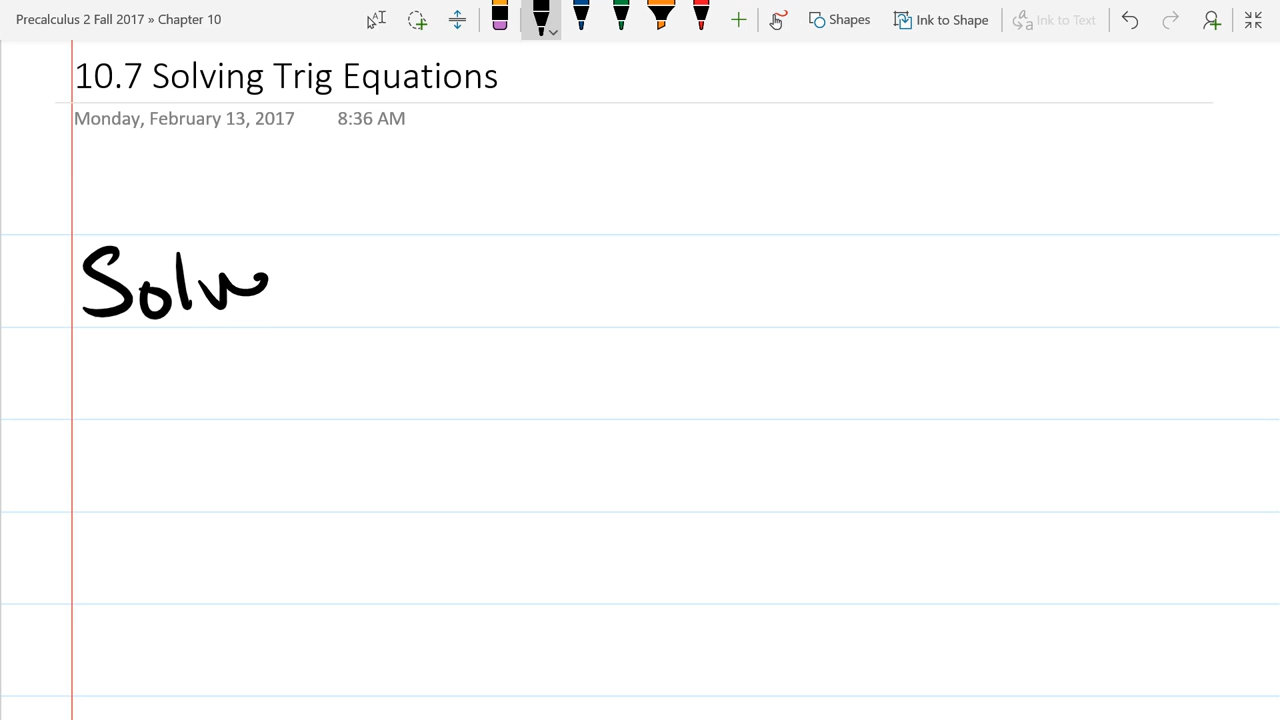 Precalculus 2 Fall 2017 » Chapter 10
Shapes
Ink to Shape
Ink to Text
10.7 Solving Trig Equations
Monday, February 13, 2017 8:36 AM
Solv